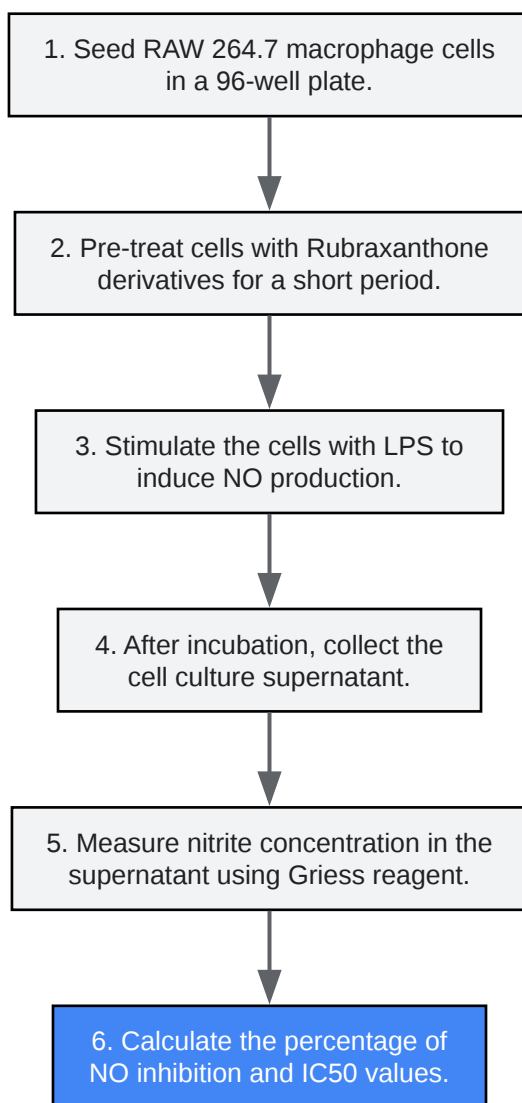 1. Seed RAW 264.7 macrophage cells
in a 96-well plate.
2. Pre-treat cells with Rubraxanthone
derivatives for a short period.
3. Stimulate the cells with LPS to
induce NO production.
4. After incubation, collect the
cell culture supernatant.
5. Measure nitrite concentration in the
supernatant using Griess reagent.
6. Calculate the percentage of
NO inhibition and IC50 values.